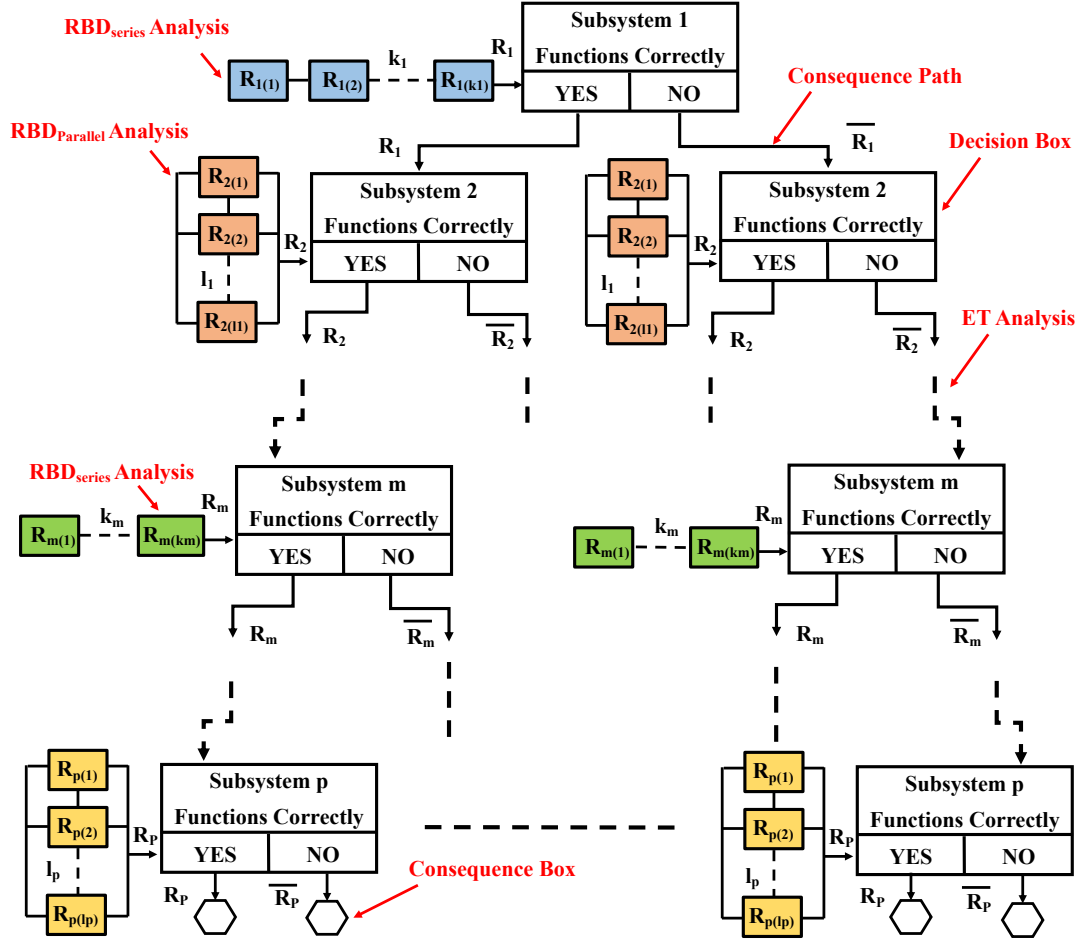 RBDseries Analysis
Subsystem 1
Functions Correctly
YES NO
R1(1) R1(2) k1 R1(k1) R1
Consequence Path
RBDParallel Analysis
R1
R̅1̅
Decision Box
R2(1)
R2(2)
l1
R2(l1)
R2
Subsystem 2
Functions Correctly
YES NO
R2(1)
R2(2)
l1
R2(l1)
R2
Subsystem 2
Functions Correctly
YES NO
R2
R̅2̅
R2
R̅2̅
ET Analysis
RBDseries Analysis
Rm(1) km Rm(km) Rm
Subsystem m
Functions Correctly
YES NO
Rm(1) km Rm(km) Rm
Subsystem m
Functions Correctly
YES NO
Rm
R̅m̅
Rm
R̅m̅
Rp(1)
Rp(2)
lp
Rp(lp)
RP
Subsystem p
Functions Correctly
YES NO
Rp(1)
Rp(2)
lp
Rp(lp)
RP
Subsystem p
Functions Correctly
YES NO
RP
R̅P̅
Consequence Box
RP
R̅P̅